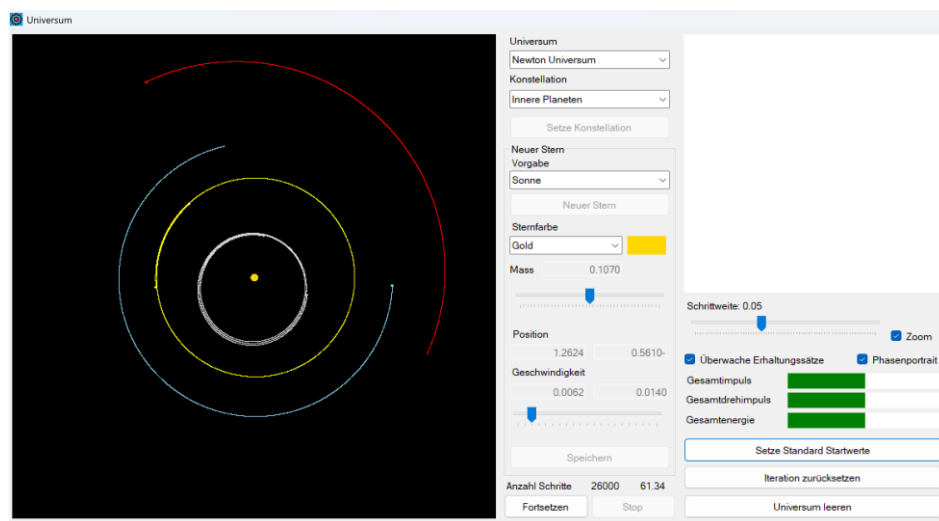 Universum
Universum
Newton Universum
Konstellation
Innere Planeten
Setze Konstellation
Neuer Stern
Vorgabe
Sonne
Neuer Stern
Sternfarbe
Gold
Mass 0.1070
Position
1.2624 0.5610-
Geschwindigkeit
0.0062 0.0140
Speichern
Anzahl Schritte 26000 61.34
Fortsetzen Stop
Schrittweite: 0.05
Zoom
Überwache Erhaltungssätze Phasenportrait
Gesamtimpuls
Gesamtdrehimpuls
Gesamtenergie
Setze Standard Startwerte
Iteration zurücksetzen
Universum leeren